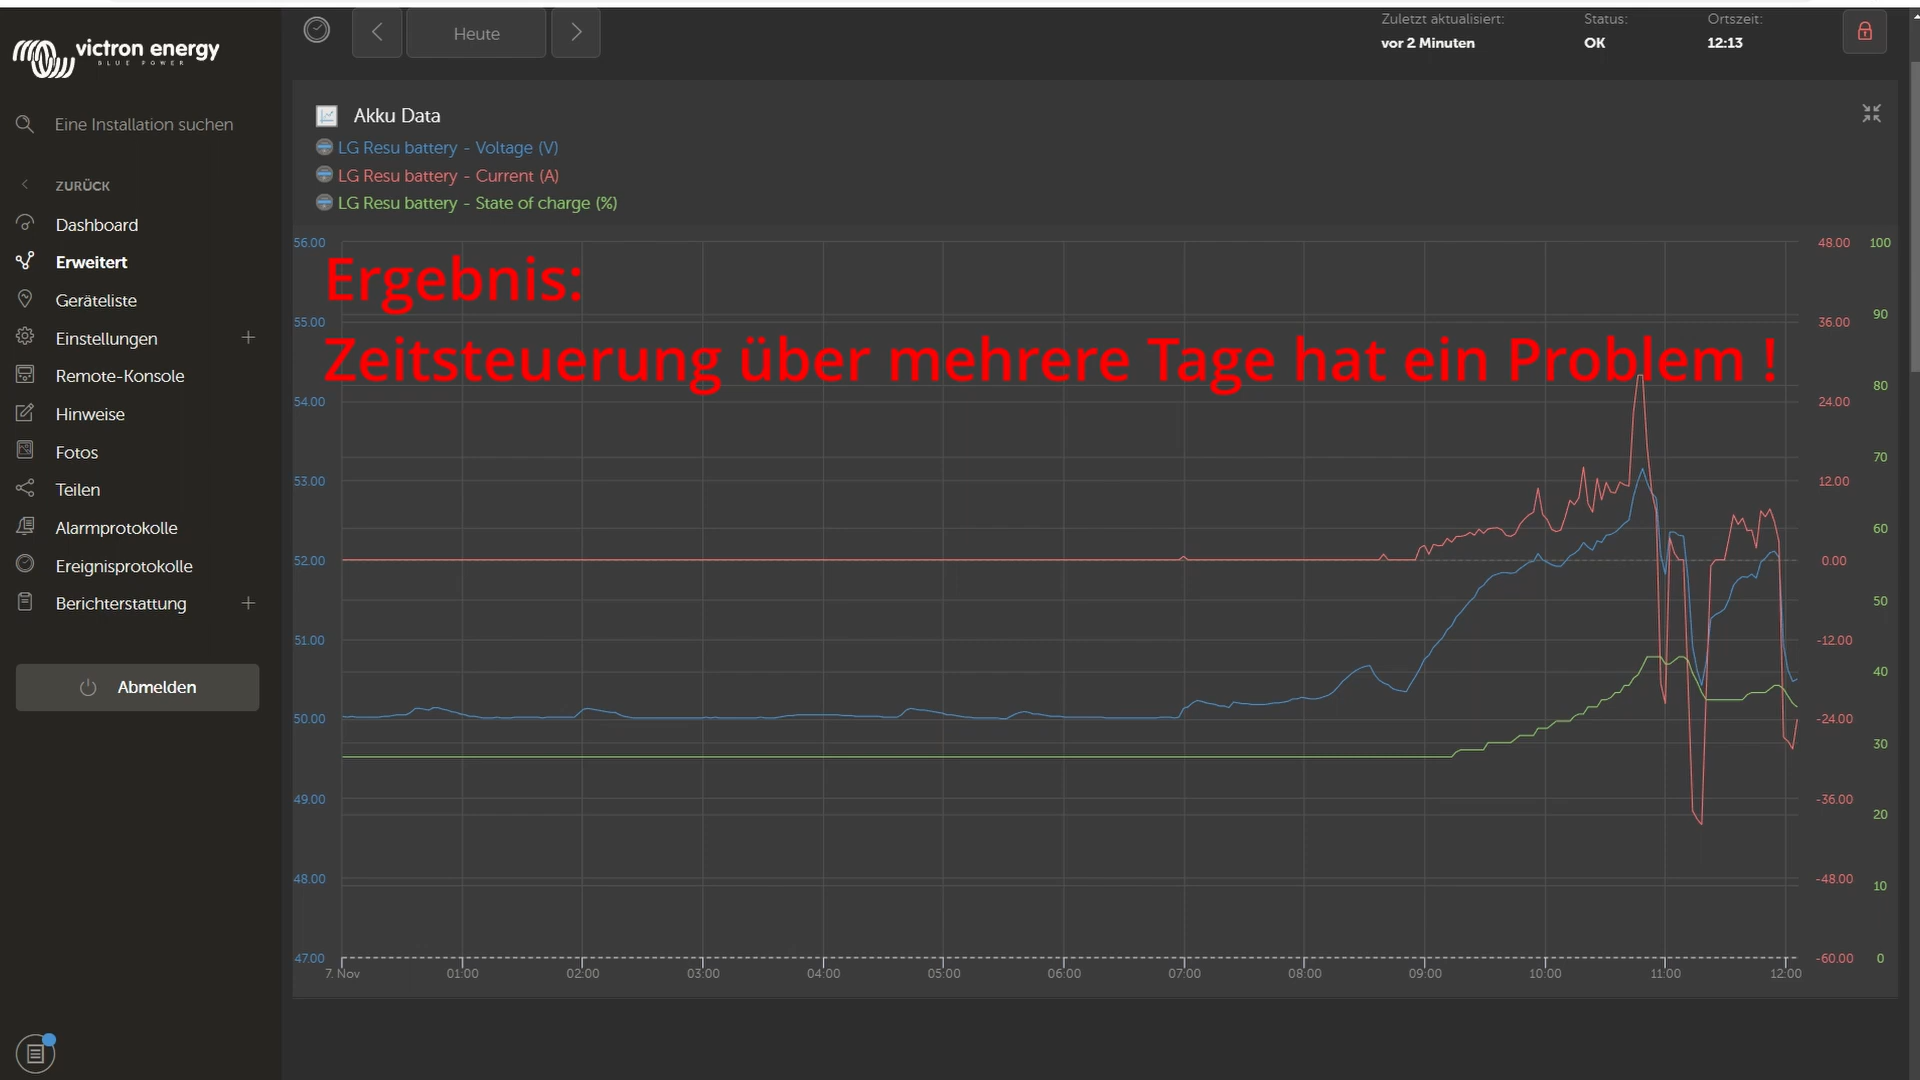 victron energy
BLUE POWER
Eine Installation suchen
ZURÜCK
Dashboard
Erweitert
Geräteliste
Einstellungen
Remote-Konsole
Hinweise
Fotos
Teilen
Alarmprotokolle
Ereignisprotokolle
Berichterstattung
Abmelden
Heute
Zuletzt aktualisiert:
vor 2 Minuten
Status:
OK
Ortszeit:
12:13
Akku Data
LG Resu battery - Voltage (V)
LG Resu battery - Current (A)
LG Resu battery - State of charge (%)
Ergebnis:
Zeitsteuerung über mehrere Tage hat ein Problem !
56.00
55.00
54.00
53.00
52.00
51.00
50.00
49.00
48.00
47.00
48.00
36.00
24.00
12.00
0.00
-12.00
-24.00
-36.00
-48.00
-60.00
100
90
80
70
60
50
40
30
20
10
0
7. Nov
01:00
02:00
03:00
04:00
05:00
06:00
07:00
08:00
09:00
10:00
11:00
12:00